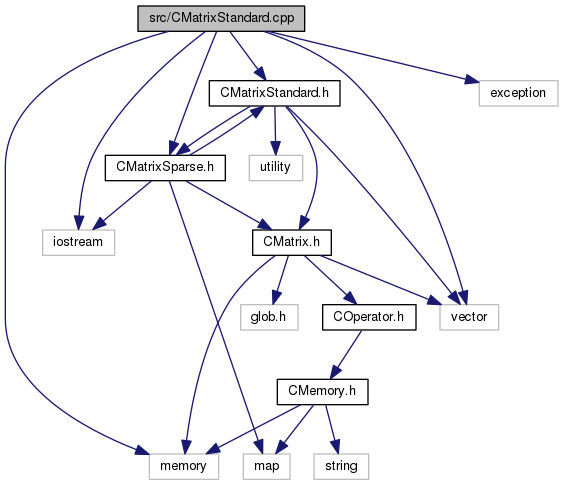 src/CMatrixStandard.cpp
CMatrixStandard.h
exception
CMatrixSparse.h
utility
iostream
CMatrix.h
glob.h
COperator.h
vector
CMemory.h
memory
map
string